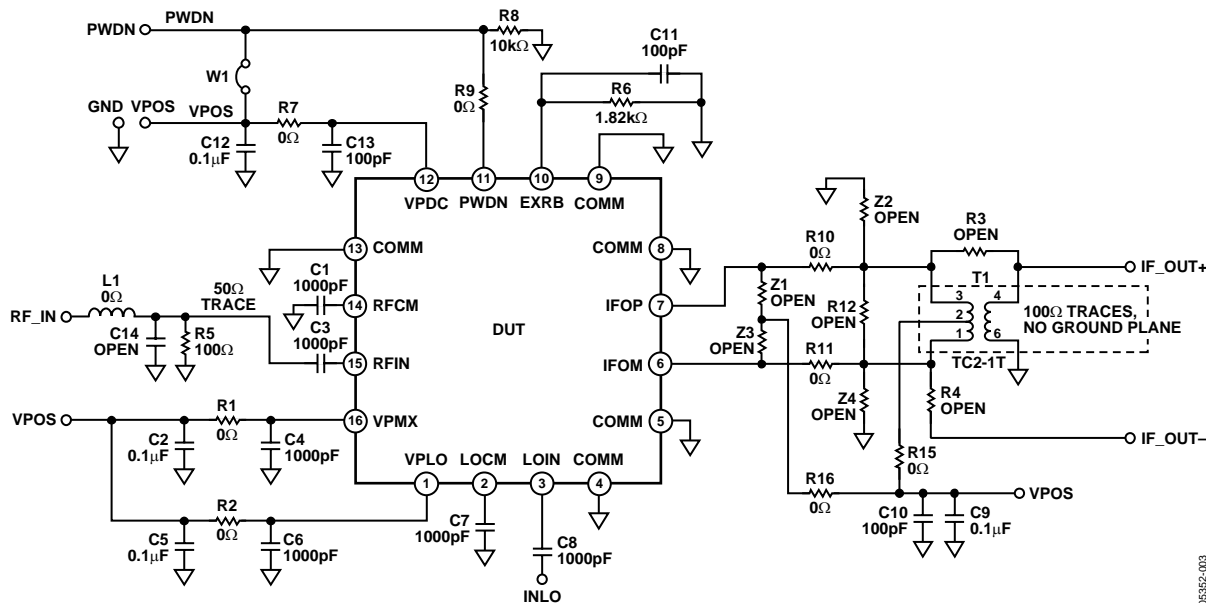 PWDN
PWDN
R8
10kΩ
C11
100pF
W1
R9
0Ω
R6
1.82kΩ
GND
VPOS
VPOS
R7
0Ω
C12
0.1μF
C13
100pF
12
11
10
9
VPDC
PWDN
EXRB
COMM
Z2
OPEN
R3
OPEN
13
COMM
COMM
8
R10
0Ω
IF_OUT+
L1
0Ω
50Ω
TRACE
C1
1000pF
14
RFCM
IFOP
7
Z1
OPEN
T1
3
4
2
1
6
100Ω TRACES,
NO GROUND PLANE
RF_IN
DUT
R12
OPEN
C14
OPEN
R5
100Ω
C3
1000pF
Z3
OPEN
15
RFIN
IFOM
6
R11
0Ω
TC2-1T
VPOS
R1
0Ω
16
VPMX
Z4
OPEN
R4
OPEN
C2
0.1μF
C4
1000pF
COMM
5
IF_OUT–
VPLO
LOCM
LOIN
COMM
R15
0Ω
1
2
3
4
R16
0Ω
VPOS
R2
0Ω
C5
0.1μF
C6
1000pF
C7
1000pF
C8
1000pF
C10
100pF
C9
0.1μF
INLO
05352-003